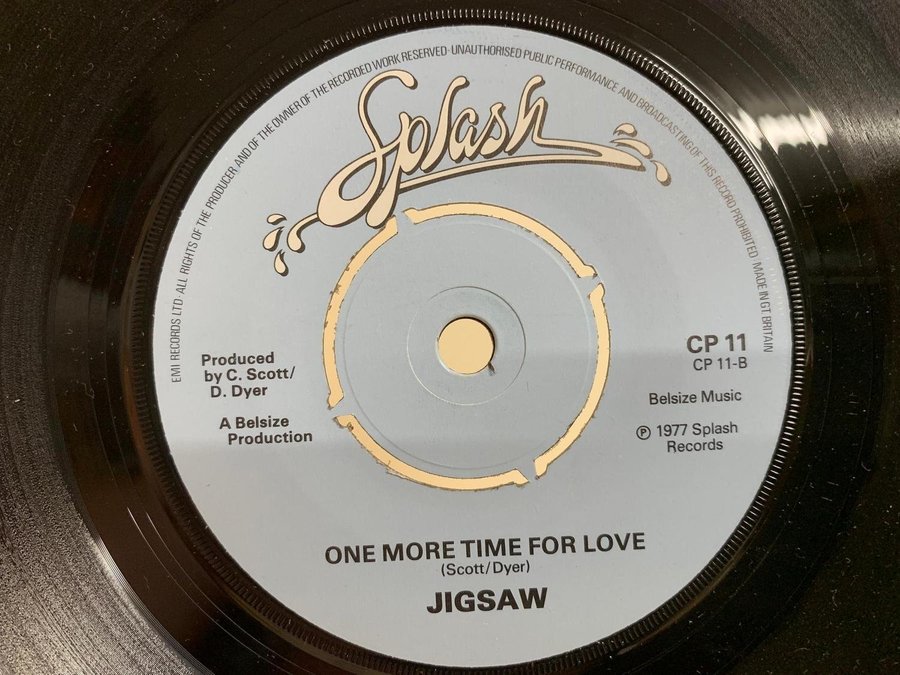 EMI RECORDS LTD · ALL RIGHTS OF THE PRODUCER AND OF THE OWNER OF THE RECORDED WORK RESERVED · UNAUTHORISED PUBLIC PERFORMANCE AND BROADCASTING OF THIS RECORD PROHIBITED · MADE IN GT. BRITAIN
Splash
Produced
by C. Scott/
D. Dyer
A Belsize
Production
CP 11
CP 11-B
Belsize Music
℗ 1977 Splash
Records
ONE MORE TIME FOR LOVE
(Scott/Dyer)
JIGSAW